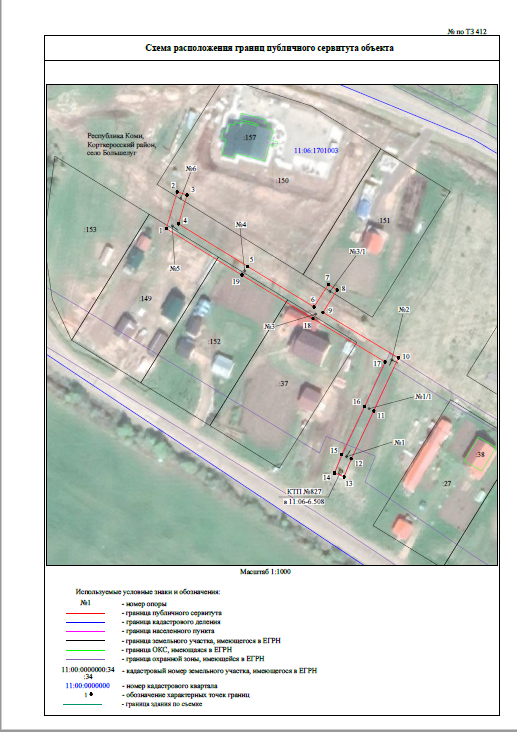 № по ТЗ 412
Схема расположения границ публичного сервитута объекта
Республика Коми,
Корткеросский район,
село Большелуг
:157
11:06:1701003
:150
№6
2
3
:151
4
1
:153
№4
5
№3/1
№5
19
7
8
:149
6
9
№2
№3
18
:152
10
17
:37
16
№1/1
11
№1
15
12
:38
14
13
:27
КТП №827
в 11:06-6.508
Масштаб 1:1000
Используемые условные знаки и обозначения:
№1 - номер опоры
- граница публичного сервитута
- граница кадастрового деления
- граница населенного пункта
- граница земельного участка, имеющегося в ЕГРН
- граница ОКС, имеющаяся в ЕГРН
- граница охранной зоны, имеющейся в ЕГРН
11:00:0000000:34
:34 - кадастровый номер земельного участка, имеющегося в ЕГРН
11:00:0000000 - номер кадастрового квартала
1 - обозначение характерных точек границ
- граница здания по съемке